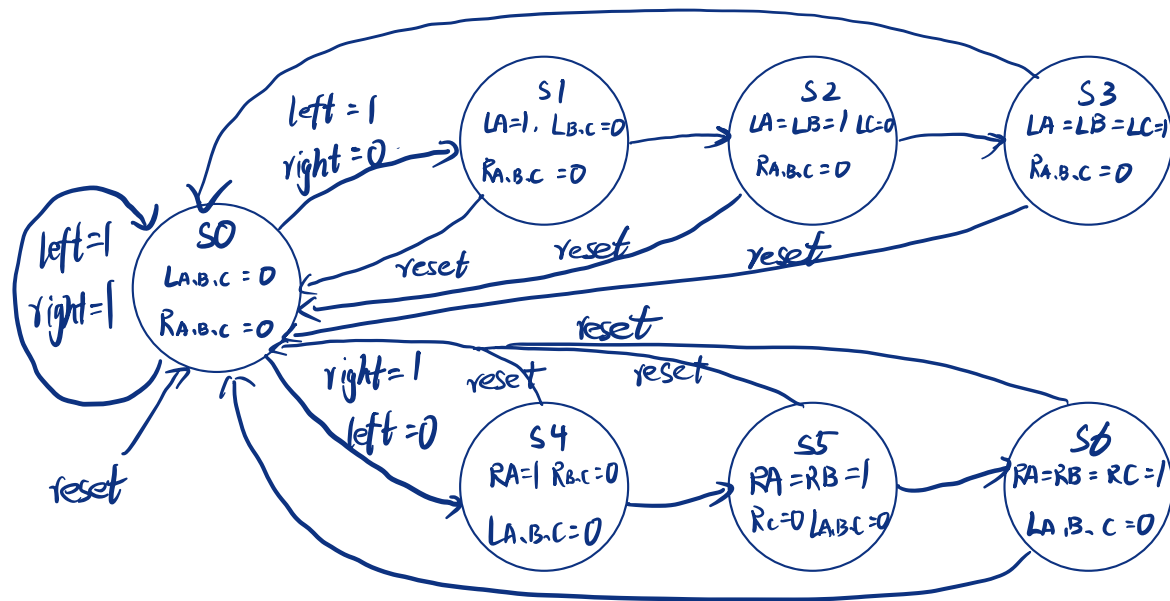 left=1
right=0
S1
LA=1, LB.C=0
RA.B.C=0
S2
LA=LB=1 LC=0
RA.B.C=0
S3
LA=LB=LC=1
RA.B.C=0
left=1
right=1
S0
LA.B.C=0
RA.B.C=0
reset
reset
reset
reset
right=1
left=0
reset
reset
reset
S4
RA=1 RB.C=0
LA.B.C=0
S5
RA=RB=1
RC=0 LA.B.C=0
S6
RA=RB=RC=1
LA.B.C=0